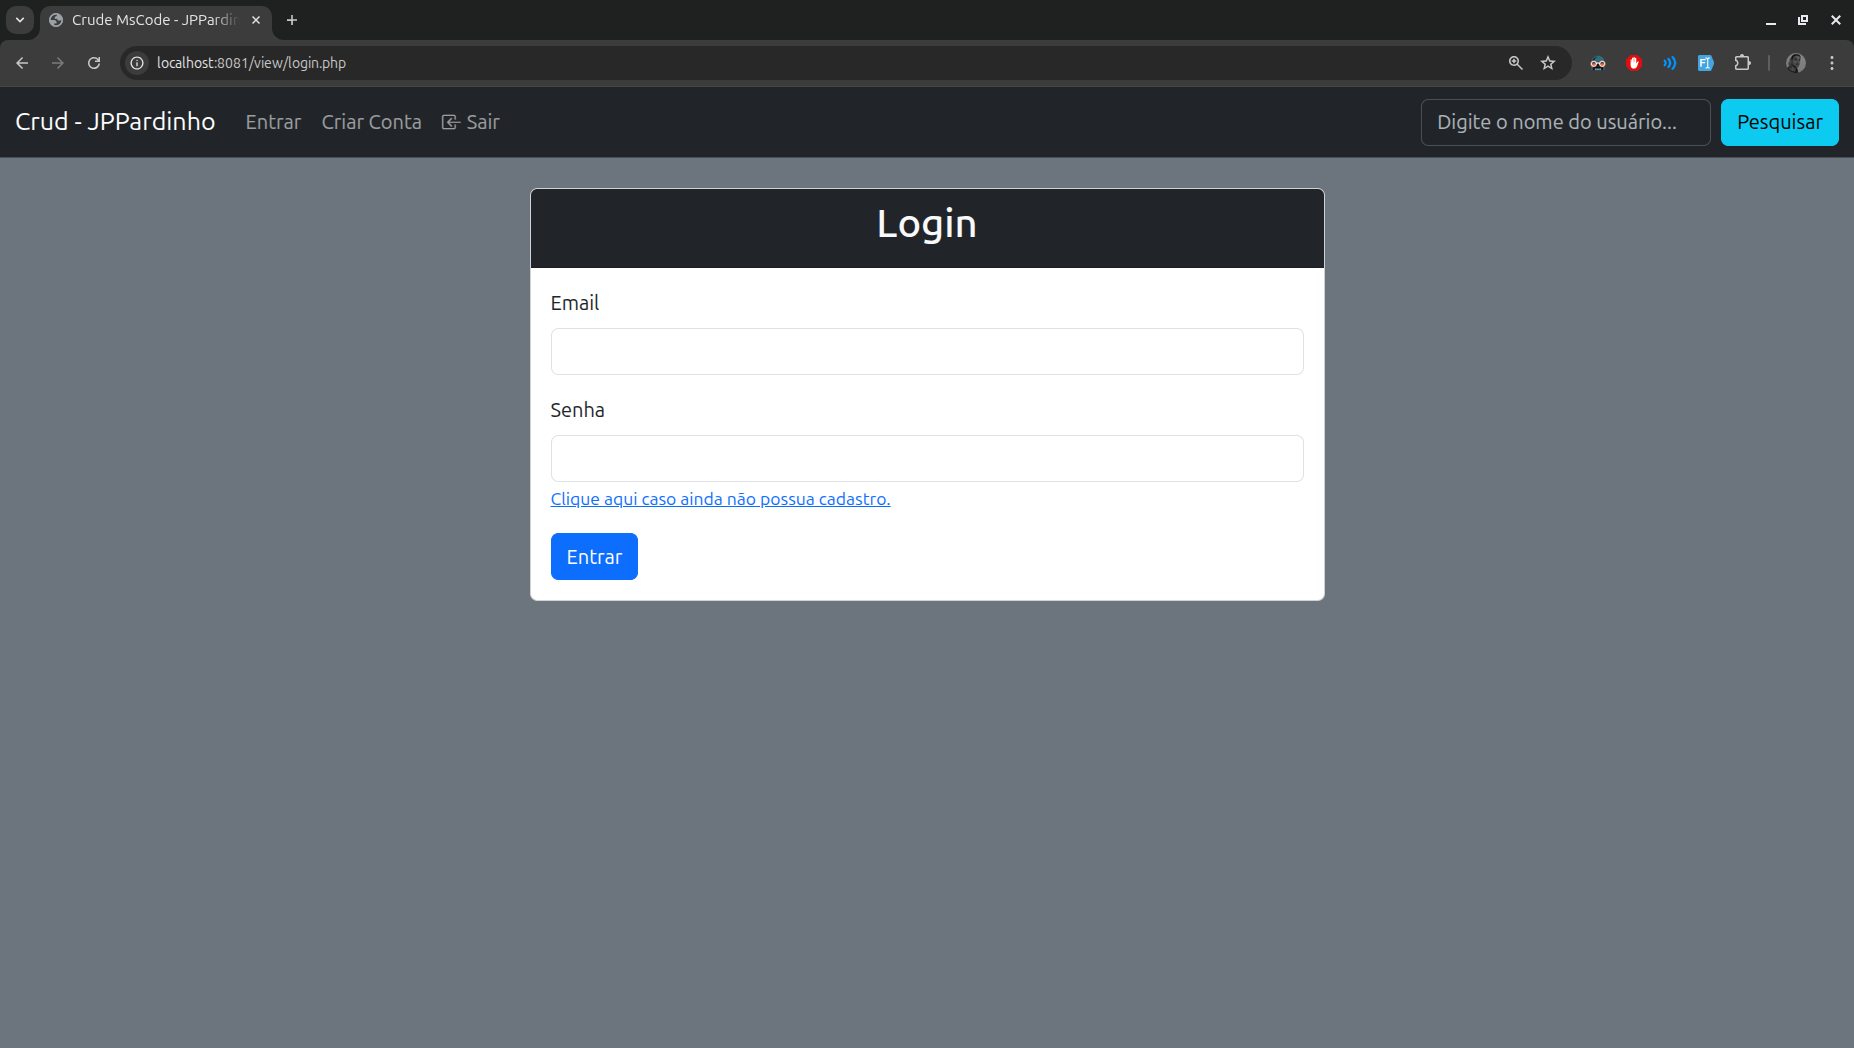 Crude MsCode - JPPardin
localhost:8081/view/login.php
Crud - JPPardinho Entrar Criar Conta Sair Digite o nome do usuário... Pesquisar
Login
Email
Senha
Clique aqui caso ainda não possua cadastro.
Entrar